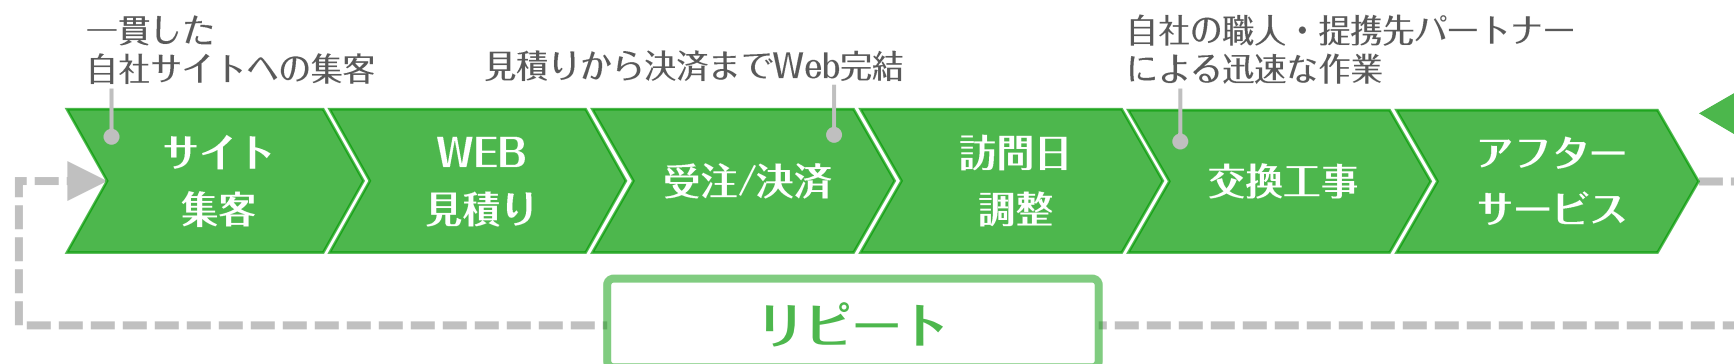 一貫した
自社サイトへの集客
見積りから決済までWeb完結
自社の職人・提携先パートナー
による迅速な作業
サイト
集客
WEB
見積り
受注/決済
訪問日
調整
交換工事
アフター
サービス
リピート